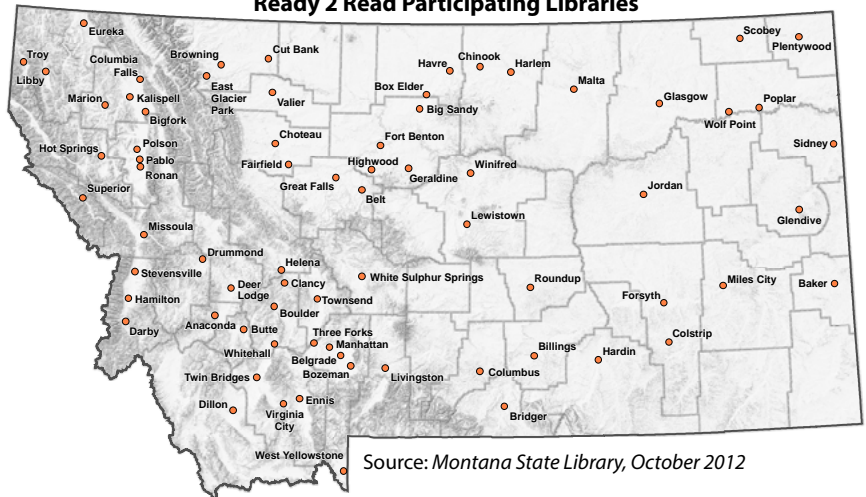 Ready 2 Read Participating Libraries
Eureka
Troy
Libby
Columbia
Falls
Browning
Cut Bank
East
Glacier
Park
Valier
Marion
Kalispell
Bigfork
Havre
Chinook
Harlem
Box Elder
Big Sandy
Malta
Scobey
Plentywood
Glasgow
Poplar
Wolf Point
Sidney
Choteau
Fort Benton
Hot Springs
Polson
Pablo
Ronan
Fairfield
Highwood
Great Falls
Geraldine
Winifred
Belt
Superior
Jordan
Lewistown
Glendive
Missoula
Drummond
Helena
Stevensville
Deer
Lodge
Clancy
White Sulphur Springs
Roundup
Miles City
Baker
Hamilton
Townsend
Boulder
Forsyth
Darby
Anaconda
Butte
Three Forks
Manhattan
Whitehall
Belgrade
Bozeman
Billings
Hardin
Colstrip
Twin Bridges
Livingston
Columbus
Dillon
Ennis
Virginia
City
Bridger
West Yellowstone
Source: Montana State Library, October 2012